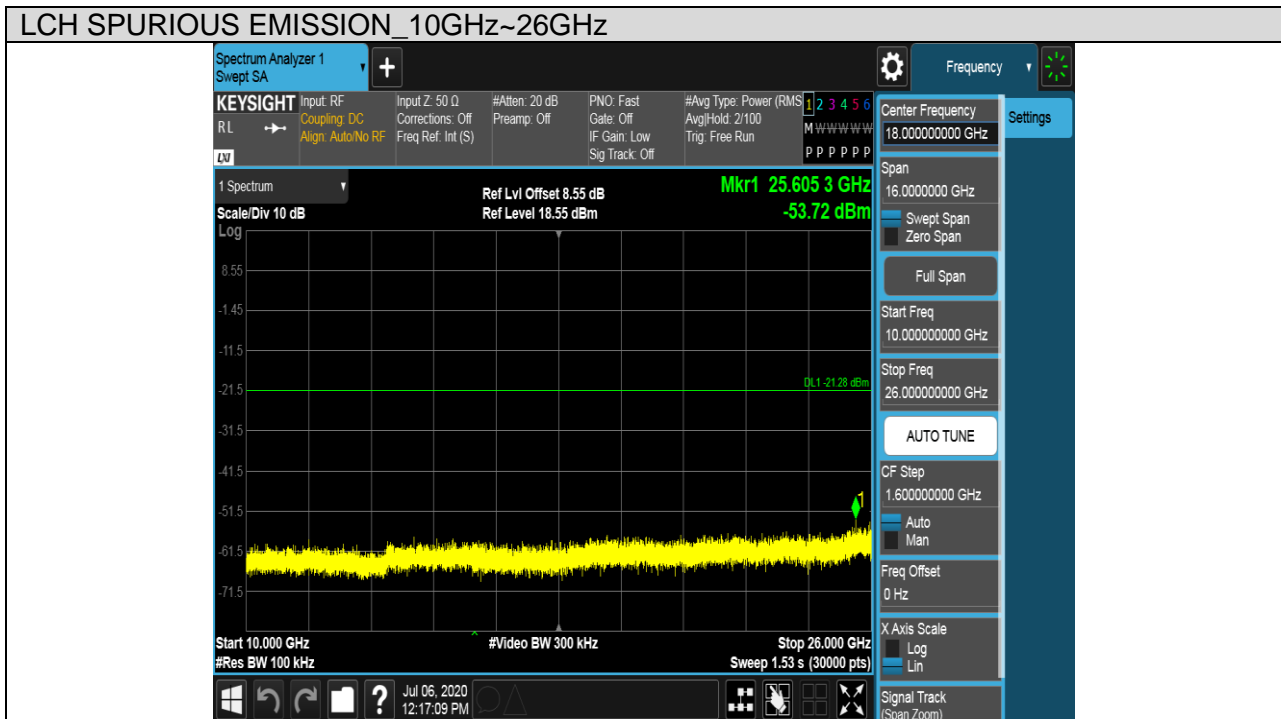 LCH SPURIOUS EMISSION_10GHz~26GHz
Spectrum Analyzer 1
Swept SA
+
Frequency
KEYSIGHT
RL
LXI
Input: RF
Coupling: DC
Align: Auto/No RF
Input Z: 50 Ω
Corrections: Off
Freq Ref: Int (S)
#Atten: 20 dB
Preamp: Off
PNO: Fast
Gate: Off
IF Gain: Low
Sig Track: Off
#Avg Type: Power (RMS
Avg|Hold: 2/100
Trig: Free Run
1 2 3 4 5 6
M W W W W W
P P P P P P
1 Spectrum
Scale/Div 10 dB
Log
Ref Lvl Offset 8.55 dB
Ref Level 18.55 dBm
Mkr1 25.605 3 GHz
-53.72 dBm
8.55
-1.45
-11.5
-21.5
-31.5
-41.5
-51.5
-61.5
-71.5
DL1 -21.28 dBm
1
Start 10.000 GHz
#Res BW 100 kHz
#Video BW 300 kHz
Stop 26.000 GHz
Sweep 1.53 s (30000 pts)
?
Jul 06, 2020
12:17:09 PM
Center Frequency
18.000000000 GHz
Settings
Span
16.0000000 GHz
Swept Span
Zero Span
Full Span
Start Freq
10.000000000 GHz
Stop Freq
26.000000000 GHz
AUTO TUNE
CF Step
1.600000000 GHz
Auto
Man
Freq Offset
0 Hz
X Axis Scale
Log
Lin
Signal Track
(Span Zoom)